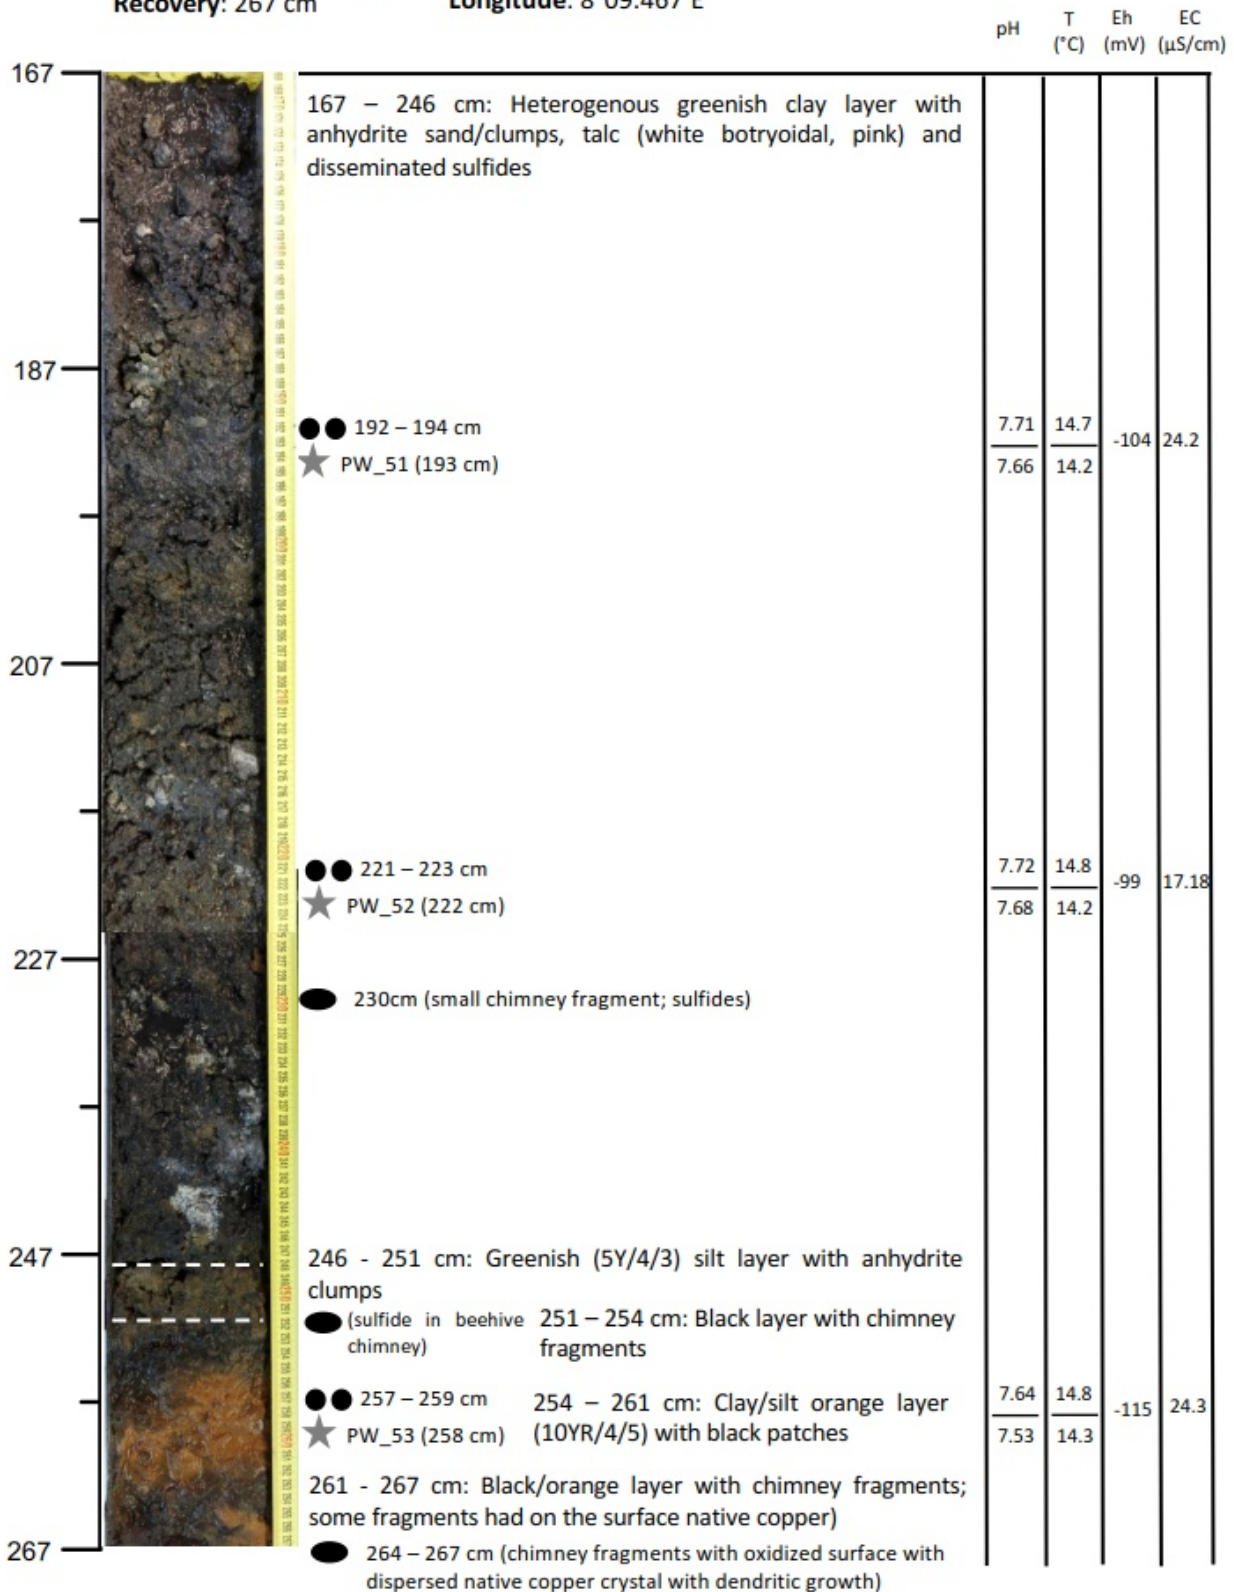 Recovery: 267 cm
Longitude: 8°09.467'E
pH T Eh EC
(°C) (mV) (µS/cm)
167
167 – 246 cm: Heterogenous greenish clay layer with
anhydrite sand/clumps, talc (white botryoidal, pink) and
disseminated sulfides
187
192 – 194 cm
7.71 14.7
-104 24.2
PW_51 (193 cm)
7.66 14.2
207
221 – 223 cm
7.72 14.8
-99 17.18
PW_52 (222 cm)
7.68 14.2
227
230cm (small chimney fragment; sulfides)
247
246 - 251 cm: Greenish (5Y/4/3) silt layer with anhydrite
clumps
(sulfide in beehive
chimney)
251 – 254 cm: Black layer with chimney
fragments
257 – 259 cm
PW_53 (258 cm)
254 – 261 cm: Clay/silt orange layer
(10YR/4/5) with black patches
7.64 14.8
-115 24.3
7.53 14.3
261 - 267 cm: Black/orange layer with chimney fragments;
some fragments had on the surface native copper)
267
264 – 267 cm (chimney fragments with oxidized surface with
dispersed native copper crystal with dendritic growth)